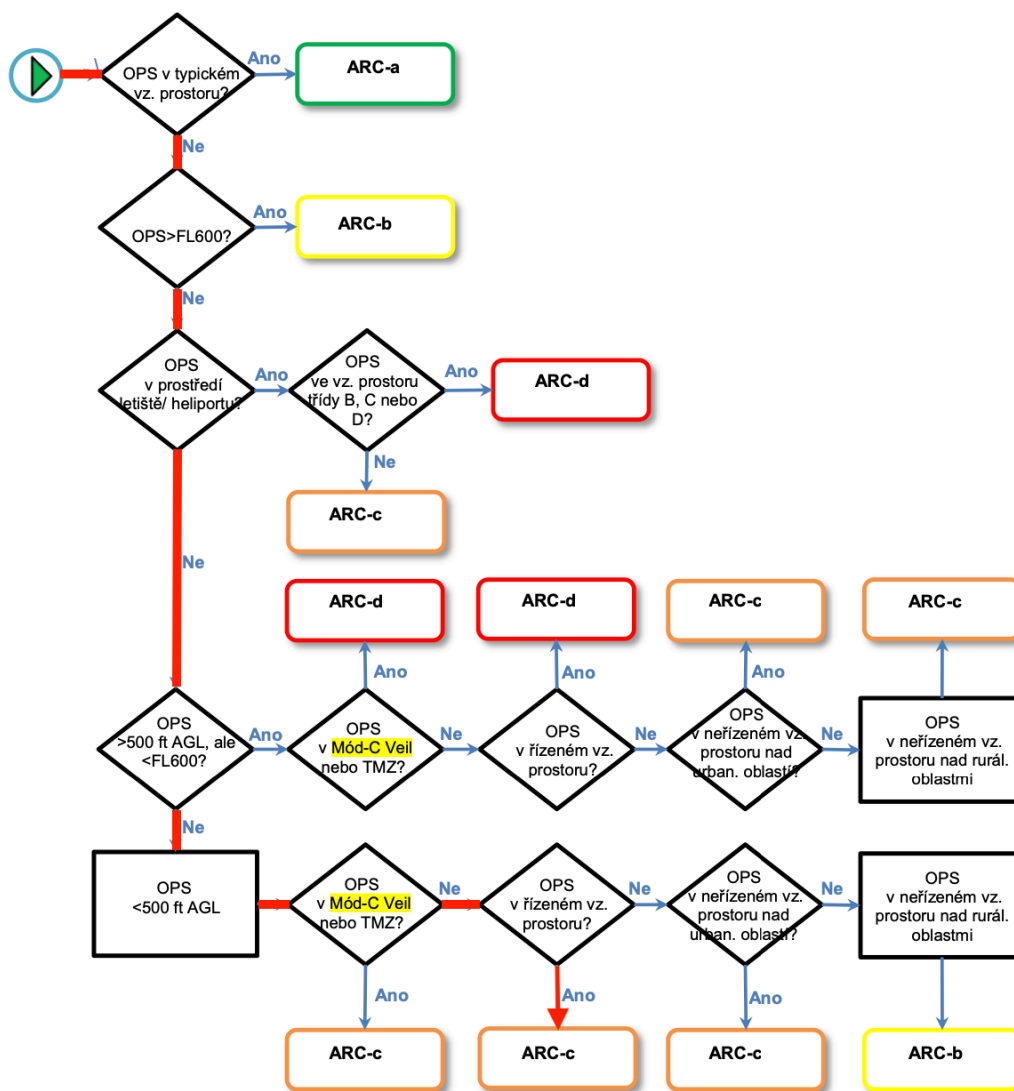 OPS v typickém
vz. prostoru?
Ano
ARC-a
Ne
OPS>FL600?
Ano
ARC-b
Ne
OPS
v prostředí
letiště/ heliportu?
Ano
OPS
ve vz. prostoru
třídy B, C nebo
D?
Ano
ARC-d
Ne
ARC-c
Ne
ARC-d
ARC-d
ARC-c
ARC-c
Ano
Ano
Ano
OPS
>500 ft AGL, ale
<FL600?
Ano
OPS
v Mód-C Veil
nebo TMZ?
Ne
OPS
v řízeném vz.
prostoru?
Ne
OPS
v neřízeném vz.
prostoru nad
urban. oblastí?
Ne
OPS
v neřízeném vz.
prostoru nad rurál.
oblastmi
Ne
OPS
<500 ft AGL
OPS
v Mód-C Veil
nebo TMZ?
Ne
OPS
v řízeném vz.
prostoru?
Ne
OPS
v neřízeném vz.
prostoru nad
urban. oblastí?
Ne
OPS
v neřízeném vz.
prostoru nad rurál.
oblastmi
Ano
Ano
Ano
ARC-c
ARC-c
ARC-c
ARC-b